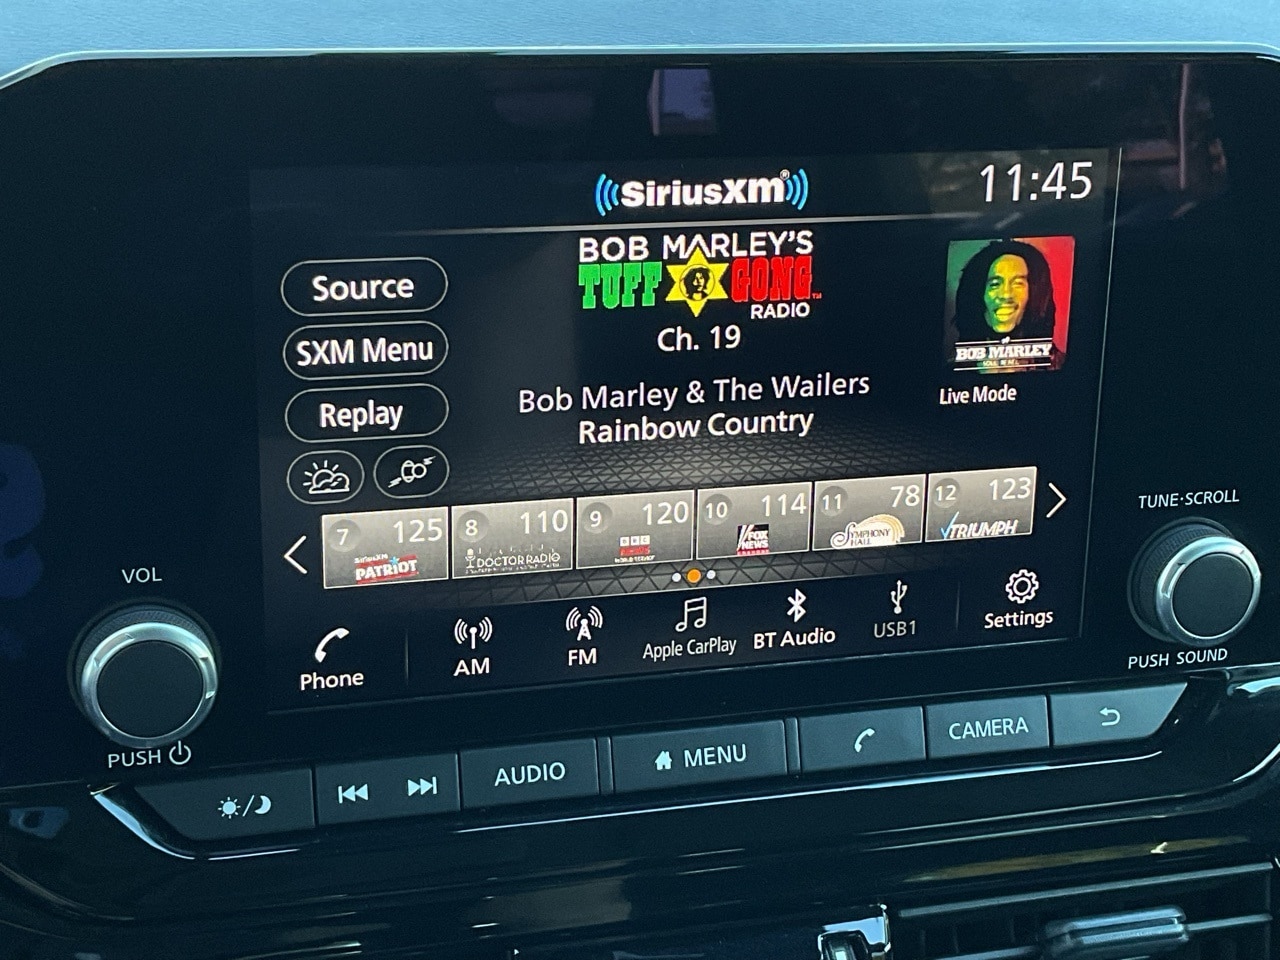 SiriusXM®
11:45
BOB MARLEY'S
TUFF GONG™
RADIO
Ch. 19
Bob Marley & The Wailers
Rainbow Country
Source
SXM Menu
Replay
BOB MARLEY
Live Mode
7 125
SiriusXM
PATRIOT
8 110
DOCTOR RADIO
9 120
BBC
10 114
FOX
NEWS
11 78
SYMPHONY
HALL
12 123
TRIUMPH
Phone
AM
FM
Apple CarPlay
BT Audio
USB1
Settings
VOL
PUSH
TUNE·SCROLL
PUSH SOUND
AUDIO
MENU
CAMERA